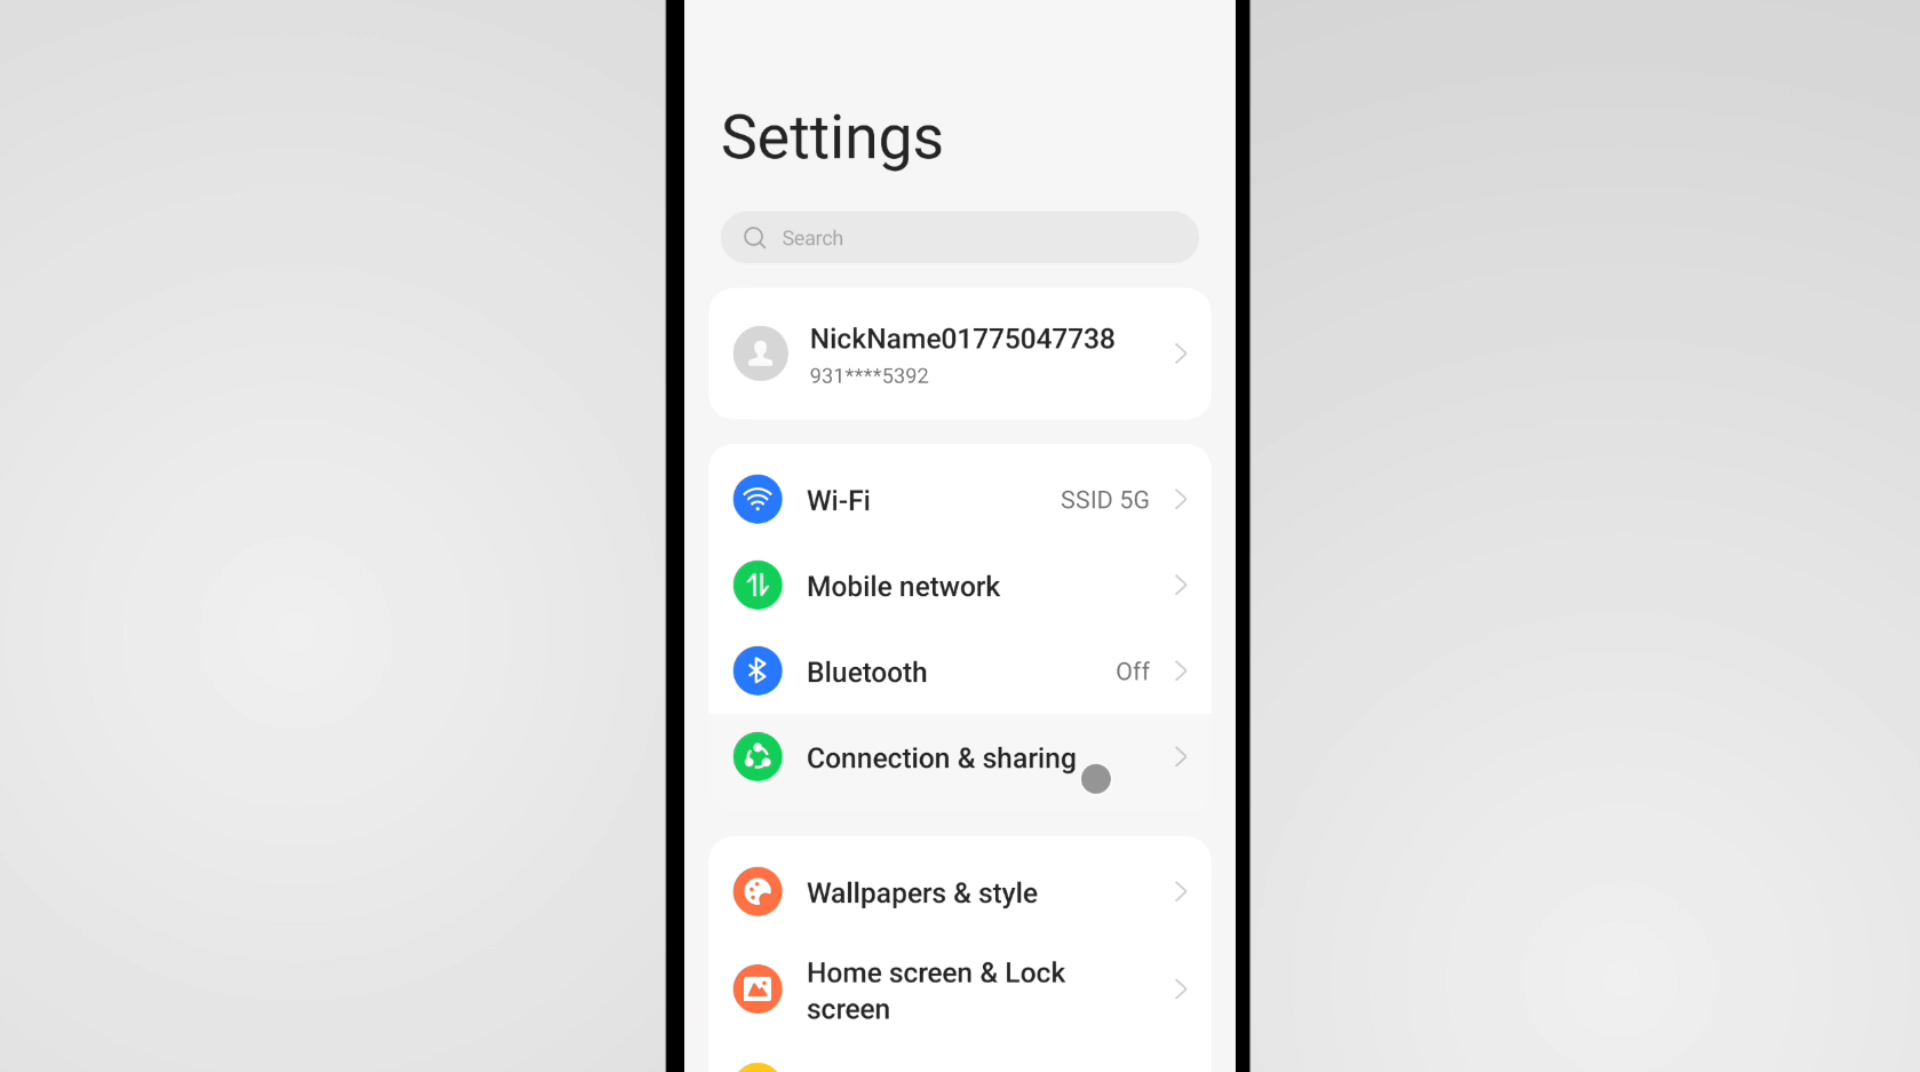 Settings
Search
NickName01775047738
931****5392
Wi-Fi
SSID 5G
Mobile network
Bluetooth
Off
Connection & sharing
Wallpapers & style
Home screen & Lock
screen